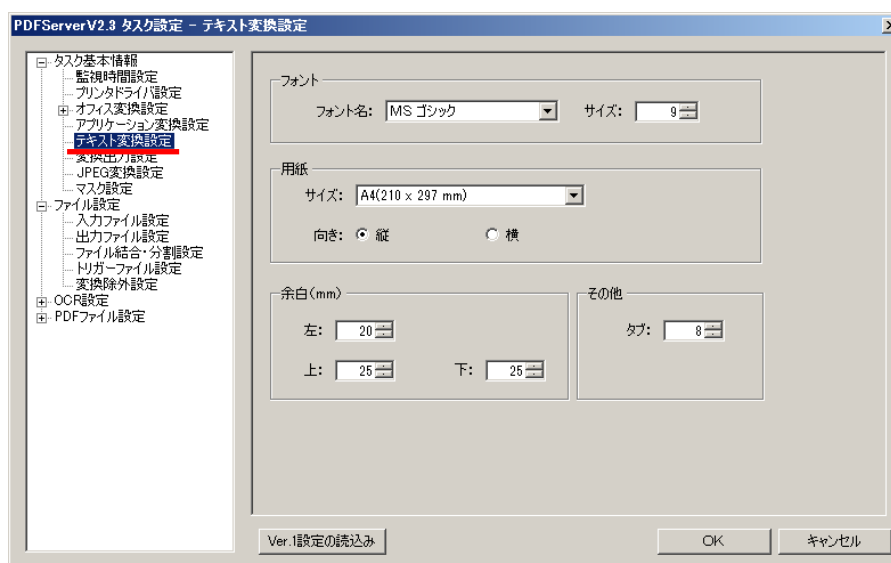 PDFServerV2.3 タスク設定 - テキスト変換設定
タスク基本情報
監視時間設定
プリンタドライバ設定
オフィス変換設定
アプリケーション変換設定
テキスト変換設定
変換出力設定
JPEG変換設定
マスク設定
ファイル設定
入力ファイル設定
出力ファイル設定
ファイル結合・分割設定
トリガーファイル設定
変換除外設定
OCR設定
PDFファイル設定
フォント
フォント名: MS ゴシック サイズ: 9
用紙
サイズ: A4(210 x 297 mm)
向き: 縦 横
余白(mm)
左: 20
上: 25 下: 25
その他
タブ: 8
Ver.1設定の読込み OK キャンセル